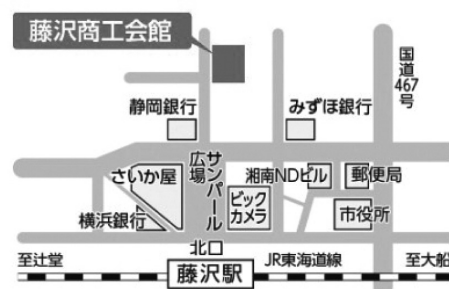 藤沢商工会館
国道467号
静岡銀行
みずほ銀行
サンパール
広場
さいか屋
湘南NDビル
郵便局
ビック
カメラ
市役所
横浜銀行
北口
至辻堂
藤沢駅
JR東海道線
至大船